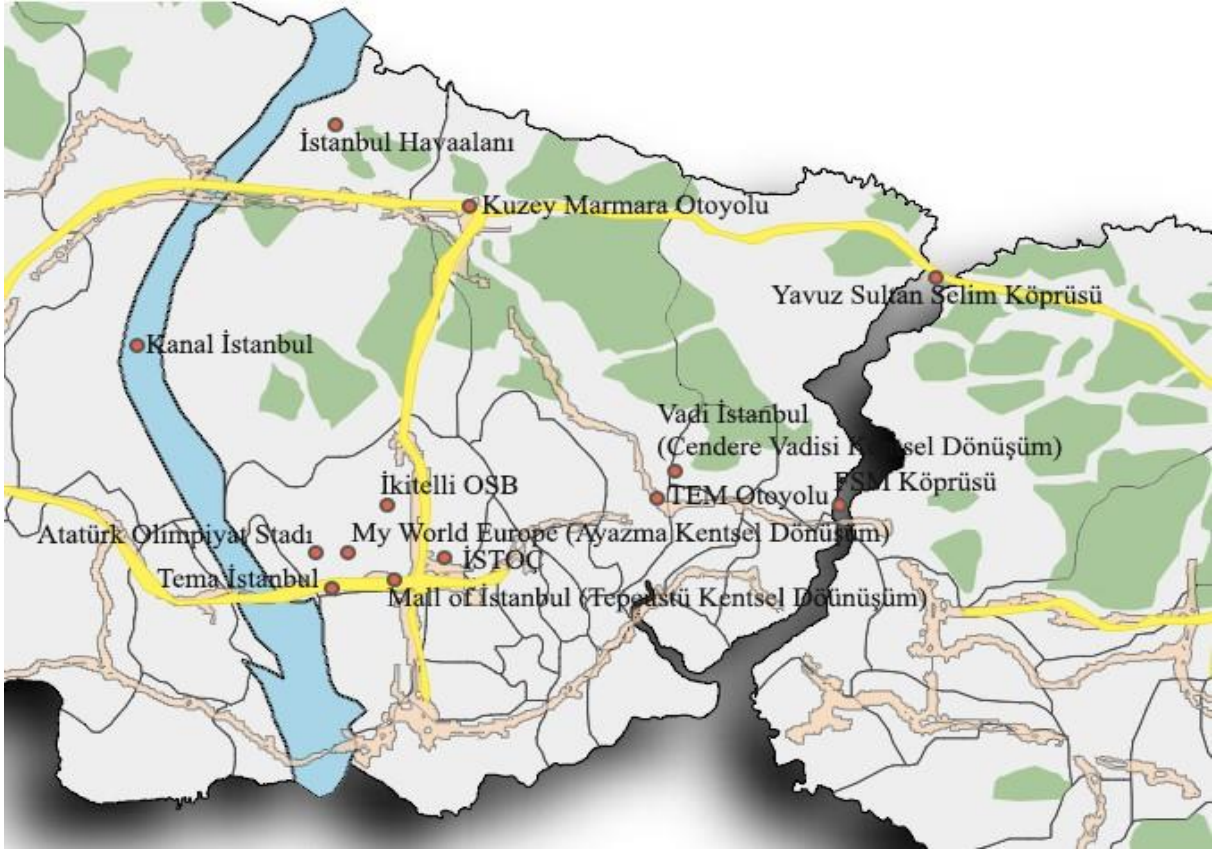 İstanbul Havaalanı
Kuzey Marmara Otoyolu
Yavuz Sultan Selim Köprüsü
Kanal İstanbul
Vadi İstanbul
(Cendere Vadisi Kentsel Dönüşüm)
İkitelli OSB
TEM Otoyolu
FSM Köprüsü
Atatürk Olimpiyat Stadı
My World Europe (Ayazma Kentsel Dönüşüm)
İSTOÇ
Tema İstanbul
Mall of İstanbul (Tepeüstü Kentsel Döünüşüm)